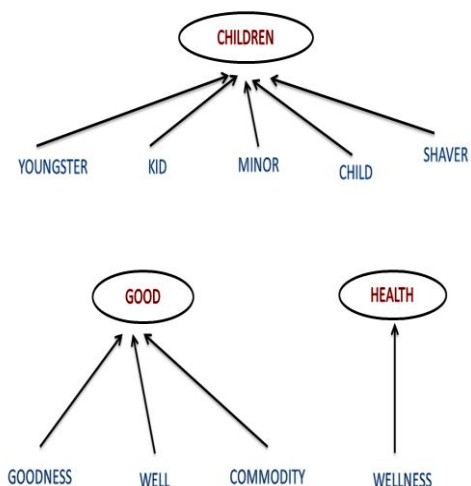 CHILDREN
YOUNGSTER KID MINOR CHILD SHAVER
GOOD HEALTH
GOODNESS WELL COMMODITY WELLNESS